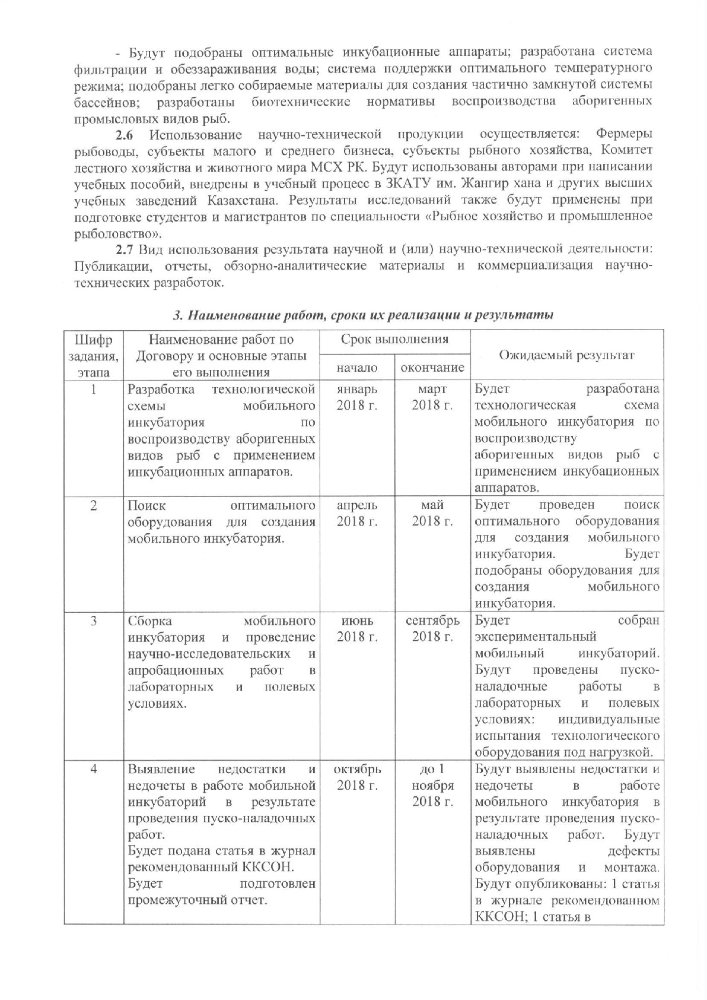 - Будут подобраны оптимальные инкубационные аппараты; разработана система
фильтрации и обеззараживания воды; система поддержки оптимального температурного
режима; подобраны легко собираемые материалы для создания частично замкнутой системы
бассейнов; разработаны биотехнические нормативы воспроизводства аборигенных
промысловых видов рыб.
2.6 Использование научно-технической продукции осуществляется: Фермеры
рыбоводы, субъекты малого и среднего бизнеса, субъекты рыбного хозяйства, Комитет
лестного хозяйства и животного мира МСХ РК. Будут использованы авторами при написании
учебных пособий, внедрены в учебный процесс в ЗКАТУ им. Жангир хана и других высших
учебных заведений Казахстана. Результаты исследований также будут применены при
подготовке студентов и магистрантов по специальности «Рыбное хозяйство и промышленное
рыболовство».
2.7 Вид использования результата научной и (или) научно-технической деятельности:
Публикации, отчеты, обзорно-аналитические материалы и коммерциализация научно-
технических разработок.
3. Наименование работ, сроки их реализации и результаты
Шифр
задания,
этапа
Наименование работ по
Договору и основные этапы
его выполнения
Срок выполнения
начало
окончание
Ожидаемый результат
1
Разработка технологической
схемы мобильного
инкубатория по
воспроизводству аборигенных
видов рыб с применением
инкубационных аппаратов.
январь
2018 г.
март
2018 г.
Будет разработана
технологическая схема
мобильного инкубатория по
воспроизводству
аборигенных видов рыб с
применением инкубационных
аппаратов.
2
Поиск оптимального
оборудования для создания
мобильного инкубатория.
апрель
2018 г.
май
2018 г.
Будет проведен поиск
оптимального оборудования
для создания мобильного
инкубатория. Будет
подобраны оборудования для
создания мобильного
инкубатория.
3
Сборка мобильного
инкубатория и проведение
научно-исследовательских и
апробационных работ в
лабораторных и полевых
условиях.
июнь
2018 г.
сентябрь
2018 г.
Будет собран
экспериментальный
мобильный инкубаторий.
Будут проведены пуско-
наладочные работы в
лабораторных и полевых
условиях: индивидуальные
испытания технологического
оборудования под нагрузкой.
4
Выявление недостатки и
недочеты в работе мобильной
инкубаторий в результате
проведения пуско-наладочных
работ.
Будет подана статья в журнал
рекомендованный ККСОН.
Будет подготовлен
промежуточный отчет.
октябрь
2018 г.
до 1
ноября
2018 г.
Будут выявлены недостатки и
недочеты в работе
мобильного инкубатория в
результате проведения пуско-
наладочных работ. Будут
выявлены дефекты
оборудования и монтажа.
Будут опубликованы: 1 статья
в журнале рекомендованном
ККСОН; 1 статья в